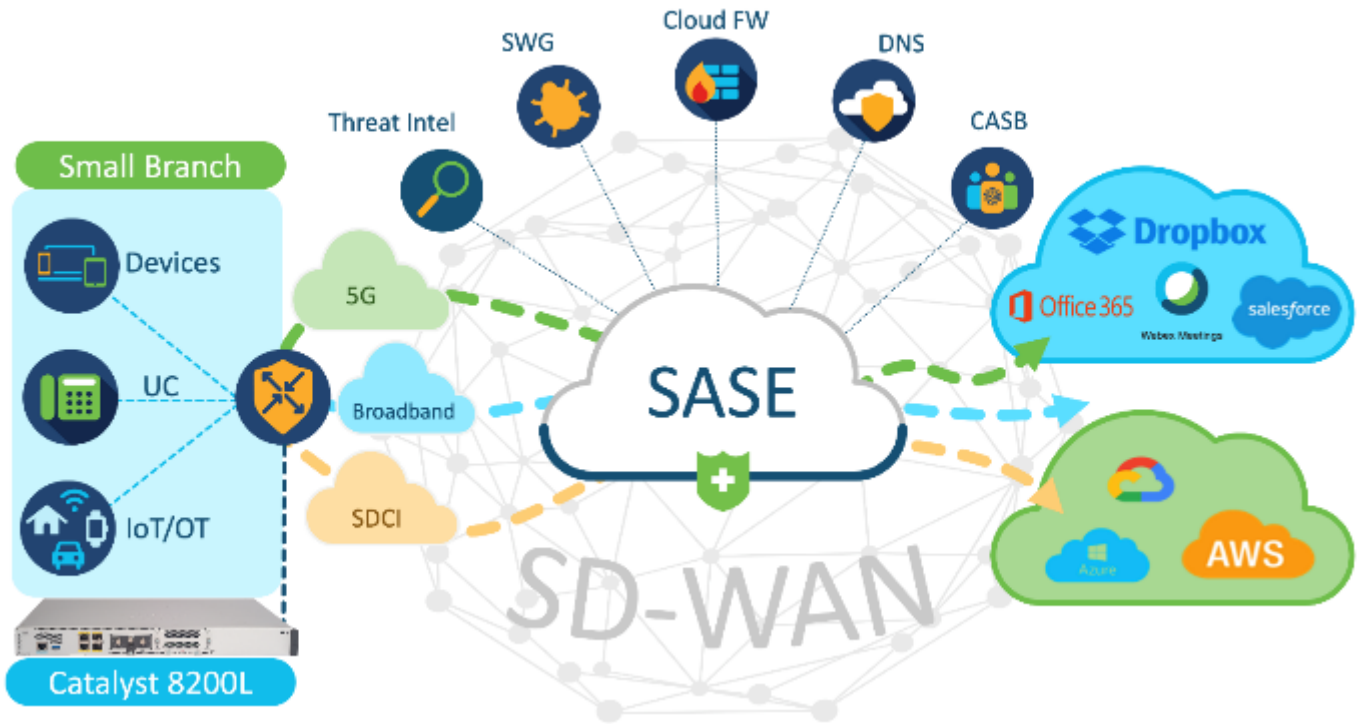 Cloud FW
SWG
DNS
Threat Intel
CASB
Small Branch
Devices
UC
IoT/OT
5G
Broadband
SDCI
SASE
SD-WAN
Dropbox
Office 365
Webex Meetings
salesforce
Azure
AWS
Catalyst 8200L